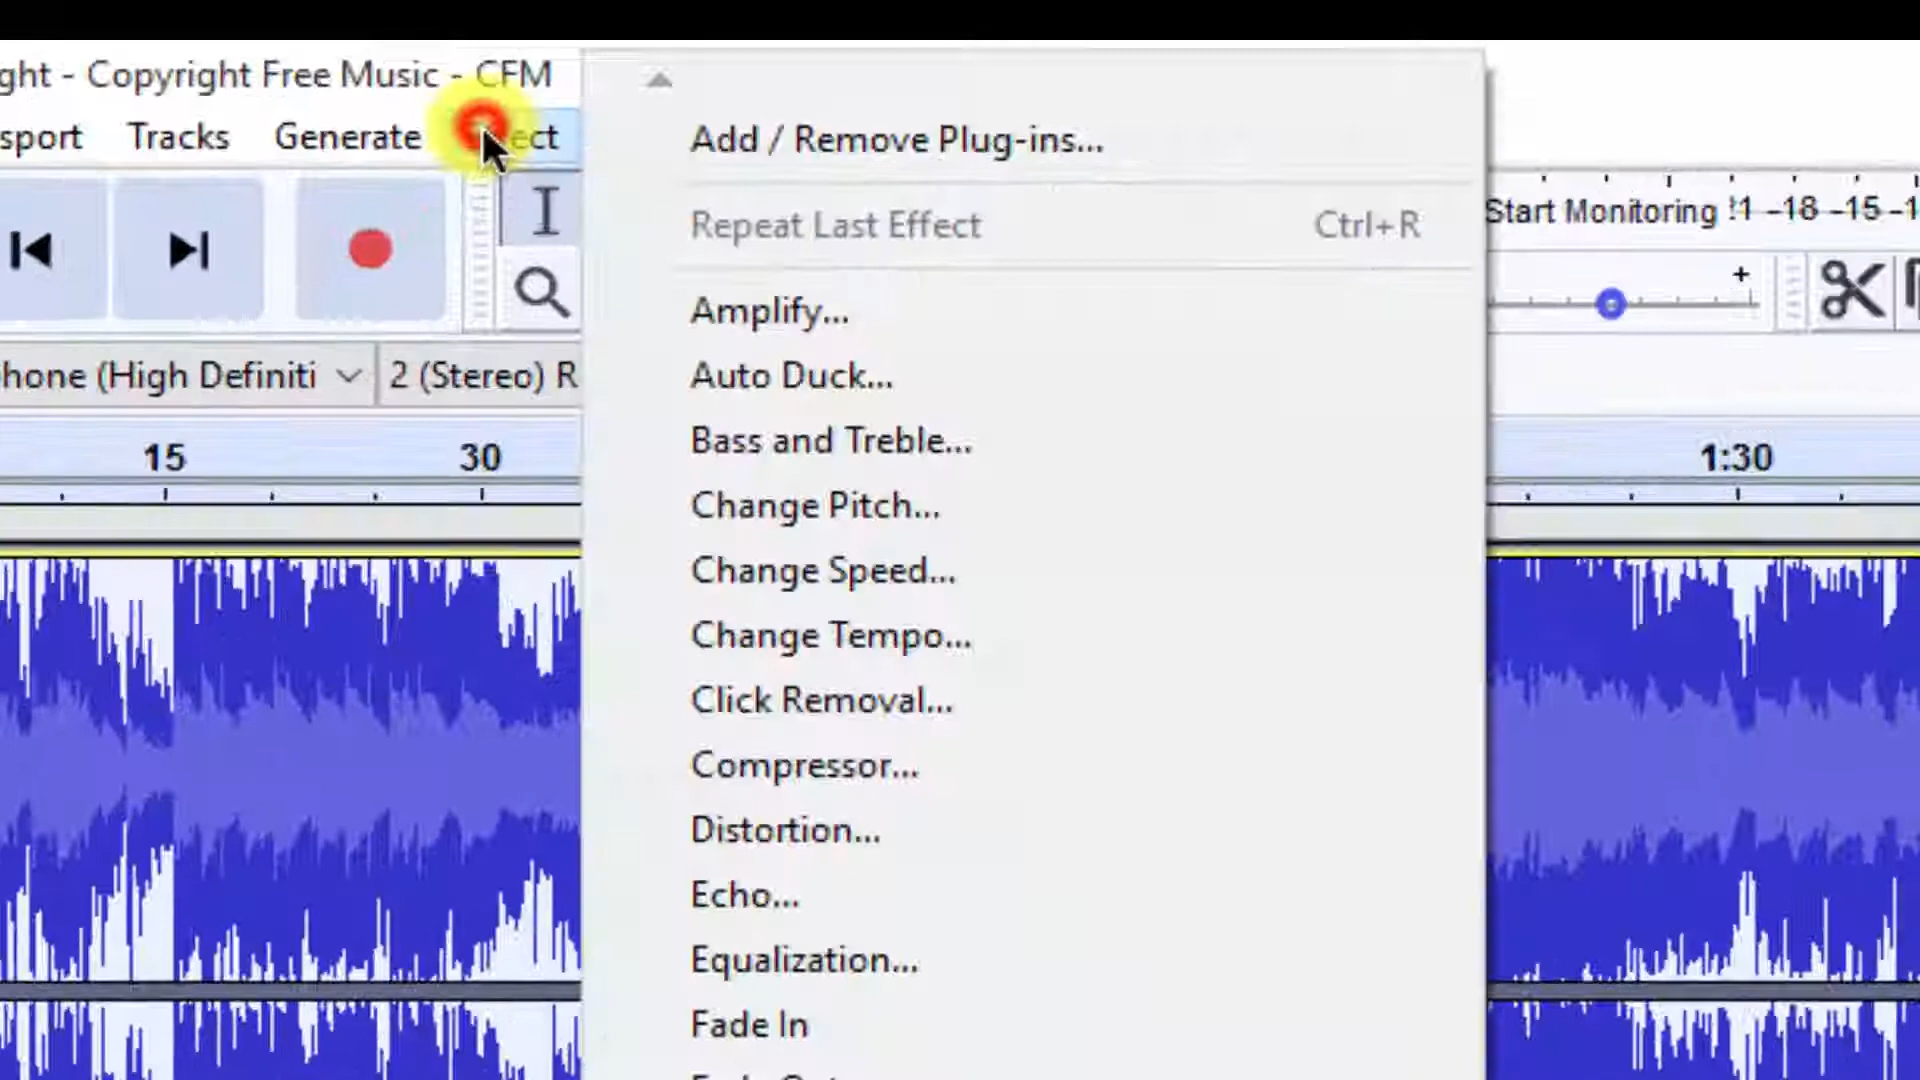 ght - Copyright Free Music - CFM
sport Tracks Generate ect
Add / Remove Plug-ins...
Repeat Last Effect Ctrl+R
Start Monitoring !1 -18 -15 -1
Amplify...
hone (High Definiti 2 (Stereo) R
Auto Duck...
15 30 1:30
Bass and Treble...
Change Pitch...
Change Speed...
Change Tempo...
Click Removal...
Compressor...
Distortion...
Echo...
Equalization...
Fade In